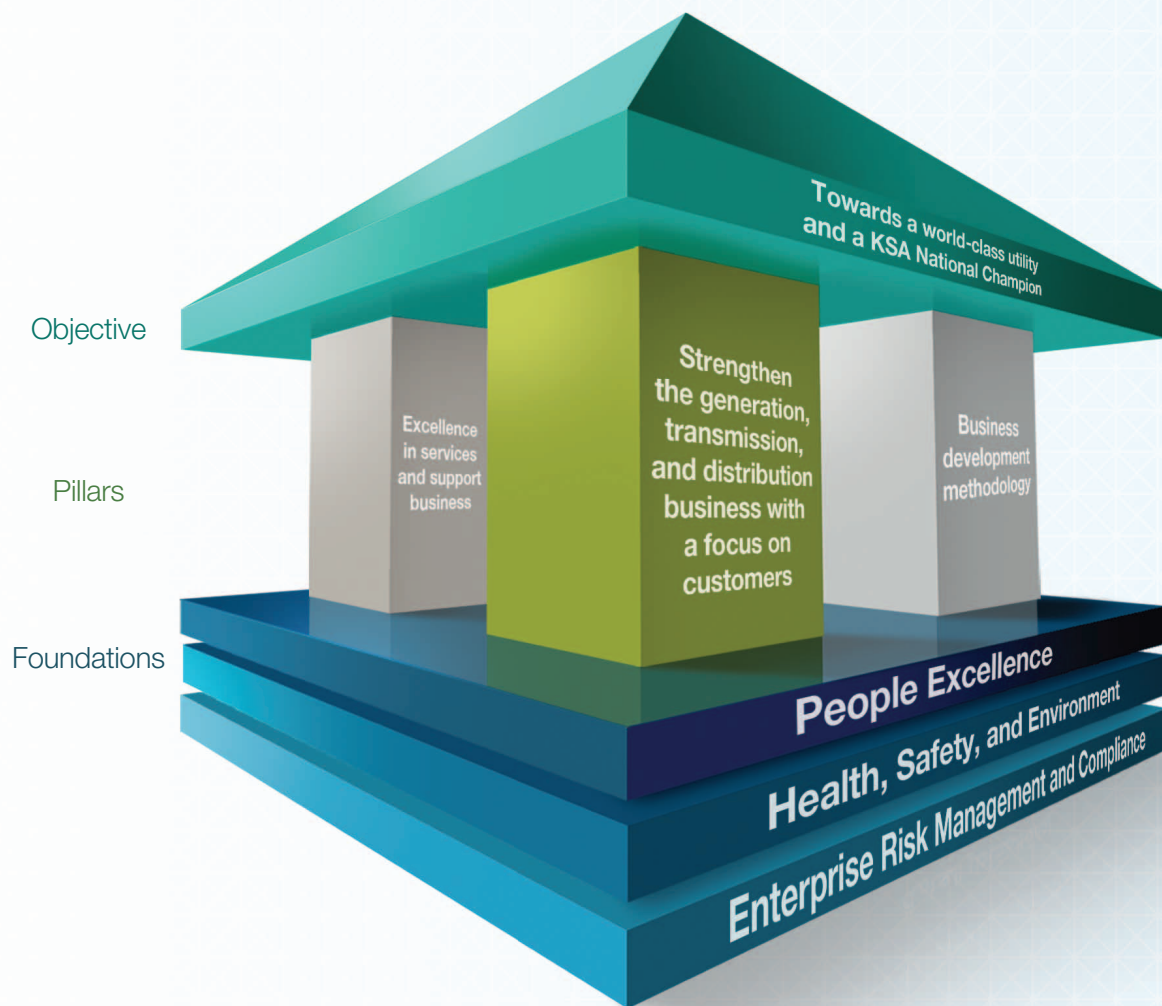 Towards a world-class utility
and a KSA National Champion
Objective
Strengthen
the generation,
transmission,
and distribution
business with
a focus on
customers
Excellence
in services
and support
business
Business
development
methodology
Pillars
Foundations
People Excellence
Health, Safety, and Environment
Enterprise Risk Management and Compliance